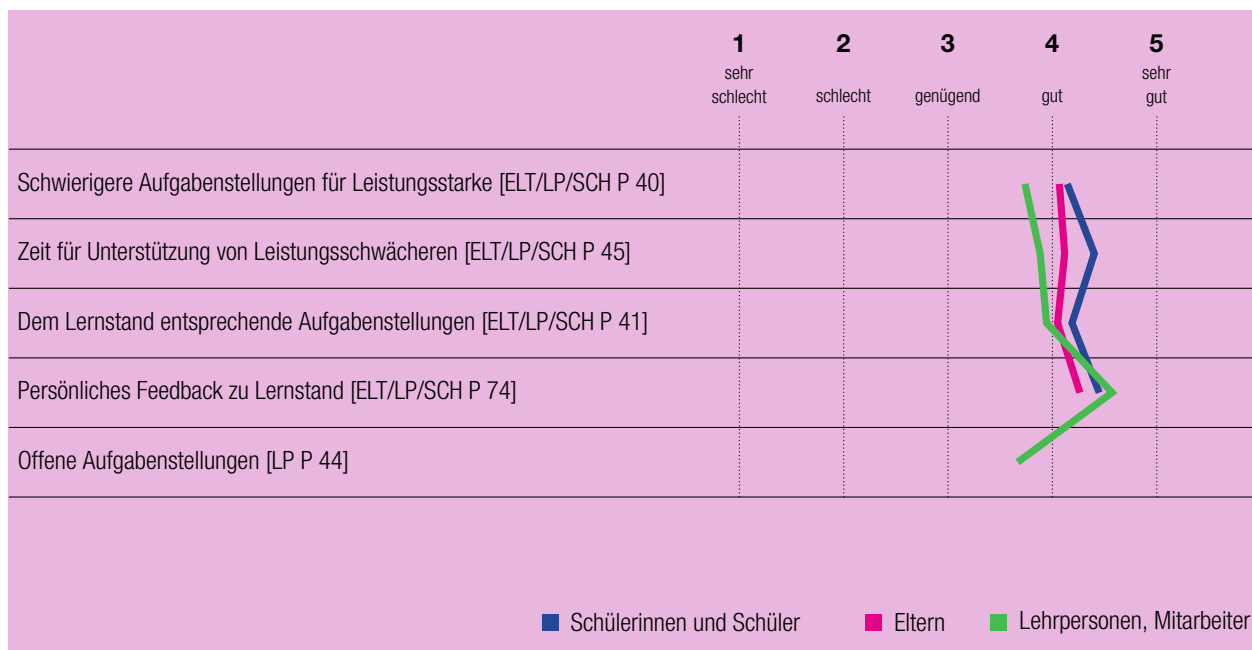 1 2 3 4 5
sehr schlecht schlecht genügend gut sehr gut
Schwierigere Aufgabenstellungen für Leistungsstarke [ELT/LP/SCH P 40]
Zeit für Unterstützung von Leistungsschwächeren [ELT/LP/SCH P 45]
Dem Lernstand entsprechende Aufgabenstellungen [ELT/LP/SCH P 41]
Persönliches Feedback zu Lernstand [ELT/LP/SCH P 74]
Offene Aufgabenstellungen [LP P 44]
Schülerinnen und Schüler Eltern Lehrpersonen, Mitarbeiter